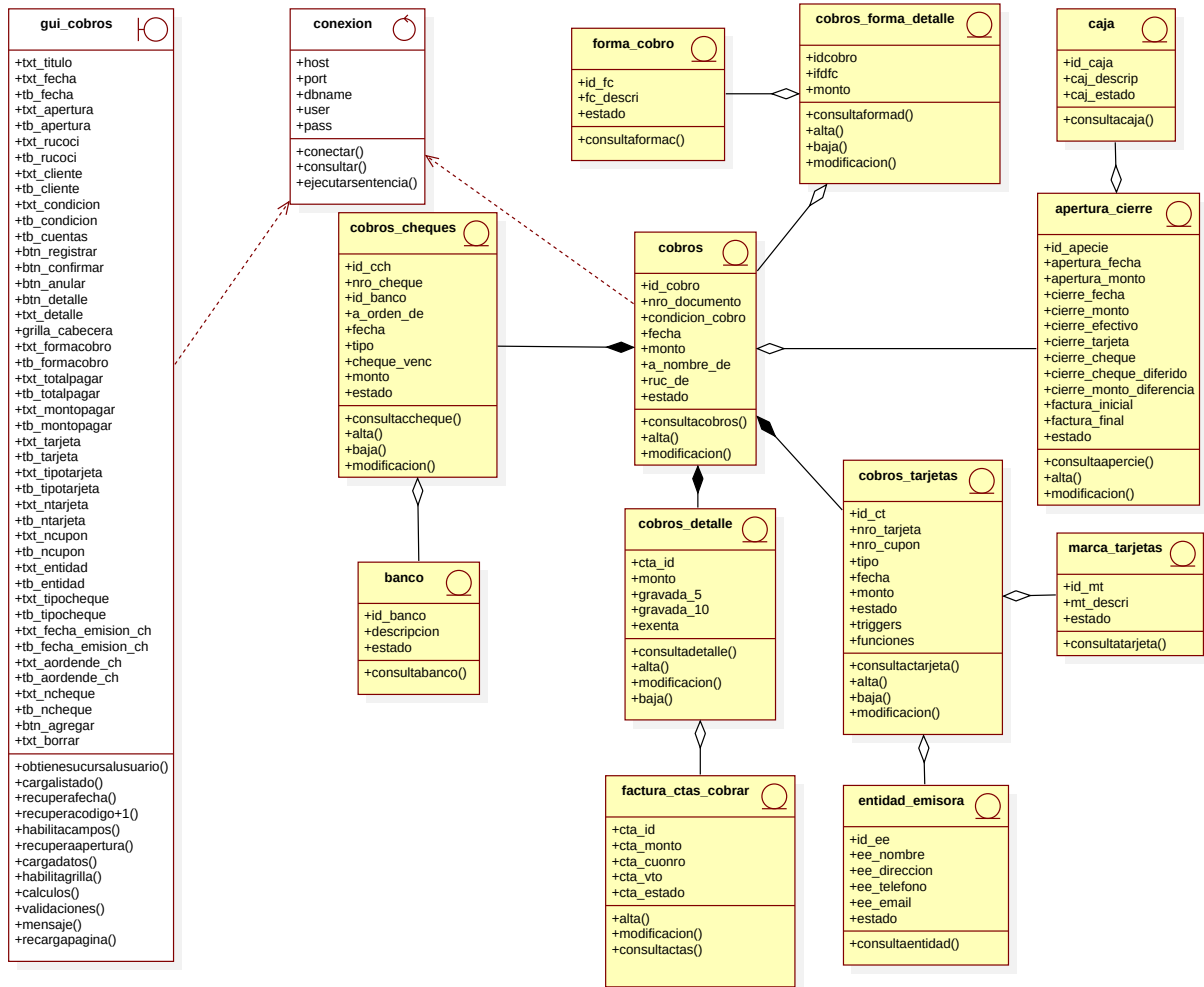 gui_cobros
+txt_titulo
+txt_fecha
+tb_fecha
+txt_apertura
+tb_apertura
+txt_rucoci
+tb_rucoci
+txt_cliente
+tb_cliente
+txt_condicion
+tb_condicion
+tb_cuentas
+btn_registrar
+btn_confirmar
+btn_anular
+btn_detalle
+txt_detalle
+grilla_cabecera
+txt_formacobro
+tb_formacobro
+txt_totalpagar
+tb_totalpagar
+txt_montopagar
+tb_montopagar
+txt_tarjeta
+tb_tarjeta
+txt_tipotarjeta
+tb_tipotarjeta
+txt_ntarjeta
+tb_ntarjeta
+txt_ncupon
+tb_ncupon
+txt_entidad
+tb_entidad
+txt_tipocheque
+tb_tipocheque
+txt_fecha_emision_ch
+tb_fecha_emision_ch
+txt_aordende_ch
+tb_aordende_ch
+txt_ncheque
+tb_ncheque
+btn_agregar
+txt_borrar
+obtienesucursalusuario()
+cargalistado()
+recuperafecha()
+recuperacodigo+1()
+habilitacampos()
+recuperaapertura()
+cargadatos()
+habilitagrilla()
+calculos()
+validaciones()
+mensaje()
+recargapagina()
conexion
+host
+port
+dbname
+user
+pass
+conectar()
+consultar()
+ejecutarsentencia()
cobros_cheques
+id_cch
+nro_cheque
+id_banco
+a_orden_de
+fecha
+tipo
+cheque_venc
+monto
+estado
+consultaccheque()
+alta()
+baja()
+modificacion()
banco
+id_banco
+descripcion
+estado
+consultabanco()
forma_cobro
+id_fc
+fc_descri
+estado
+consultaformac()
cobros_forma_detalle
+idcobro
+ifdfc
+monto
+consultaformad()
+alta()
+baja()
+modificacion()
cobros
+id_cobro
+nro_documento
+condicion_cobro
+fecha
+monto
+a_nombre_de
+ruc_de
+estado
+consultacobros()
+alta()
+modificacion()
cobros_detalle
+cta_id
+monto
+gravada_5
+gravada_10
+exenta
+consultadetalle()
+alta()
+modificacion()
+baja()
factura_ctas_cobrar
+cta_id
+cta_monto
+cta_cuonro
+cta_vto
+cta_estado
+alta()
+modificacion()
+consultactas()
caja
+id_caja
+caj_descrip
+caj_estado
+consultacaja()
apertura_cierre
+id_apecie
+apertura_fecha
+apertura_monto
+cierre_fecha
+cierre_monto
+cierre_efectivo
+cierre_tarjeta
+cierre_cheque
+cierre_cheque_diferido
+cierre_monto_diferencia
+factura_inicial
+factura_final
+estado
+consultaapercie()
+alta()
+modificacion()
cobros_tarjetas
+id_ct
+nro_tarjeta
+nro_cupon
+tipo
+fecha
+monto
+estado
+triggers
+funciones
+consultactarjeta()
+alta()
+baja()
+modificacion()
marca_tarjetas
+id_mt
+mt_descri
+estado
+consultatarjeta()
entidad_emisora
+id_ee
+ee_nombre
+ee_direccion
+ee_telefono
+ee_email
+estado
+consultaentidad()